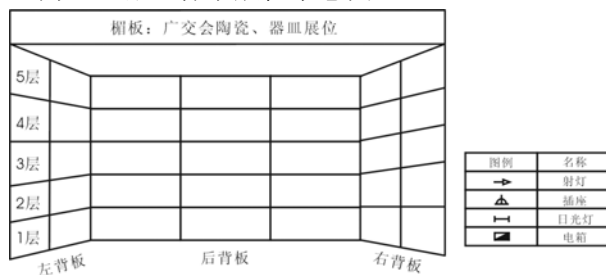 楣板：广交会陶瓷、器皿展位
5层
4层
3层
2层
1层
左背板
后背板
右背板
图例 名称
射灯
插座
日光灯
电箱